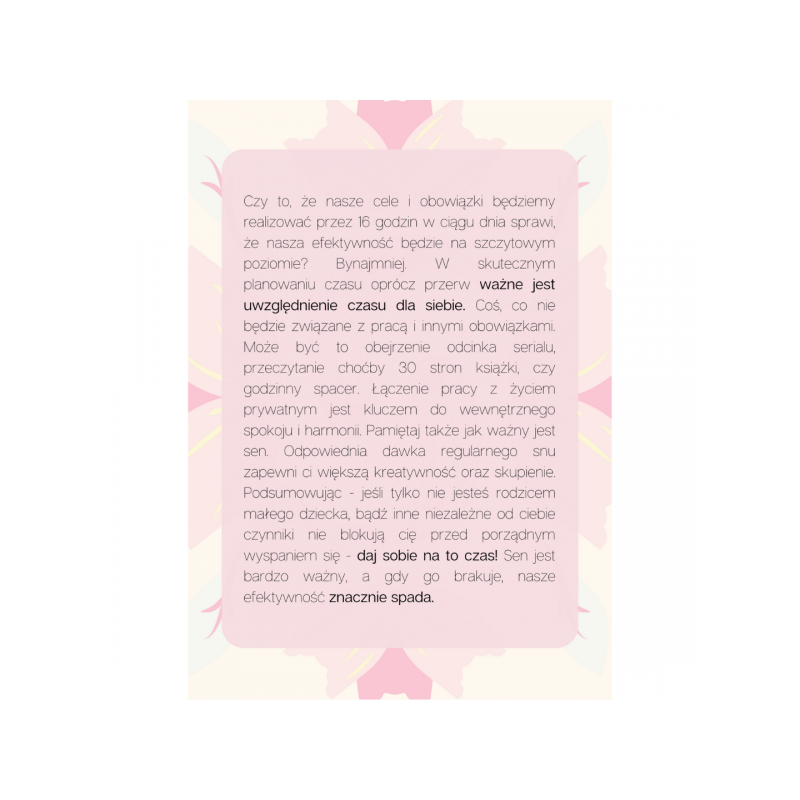 Czy to, że nasze cele i obowiązki będziemy
realizować przez 16 godzin w ciągu dnia sprawi,
że nasza efektywność będzie na szczytowym
poziomie? Bynajmniej. W skutecznym
planowaniu czasu oprócz przerw ważne jest
uwzględnienie czasu dla siebie. Coś, co nie
będzie związane z pracą i innymi obowiązkami.
Może być to obejrzenie odcinka serialu,
przeczytanie choćby 30 stron książki, czy
godzinny spacer. Łączenie pracy z życiem
prywatnym jest kluczem do wewnętrznego
spokoju i harmonii. Pamiętaj także jak ważny jest
sen. Odpowiednia dawka regularnego snu
zapewni ci większą kreatywność oraz skupienie.
Podsumowując - jeśli tylko nie jesteś rodzicem
małego dziecka, bądź inne niezależne od ciebie
czynniki nie blokują cię przed porządnym
wyspaniem się - daj sobie na to czas! Sen jest
bardzo ważny, a gdy go brakuje, nasze
efektywność znacznie spada.